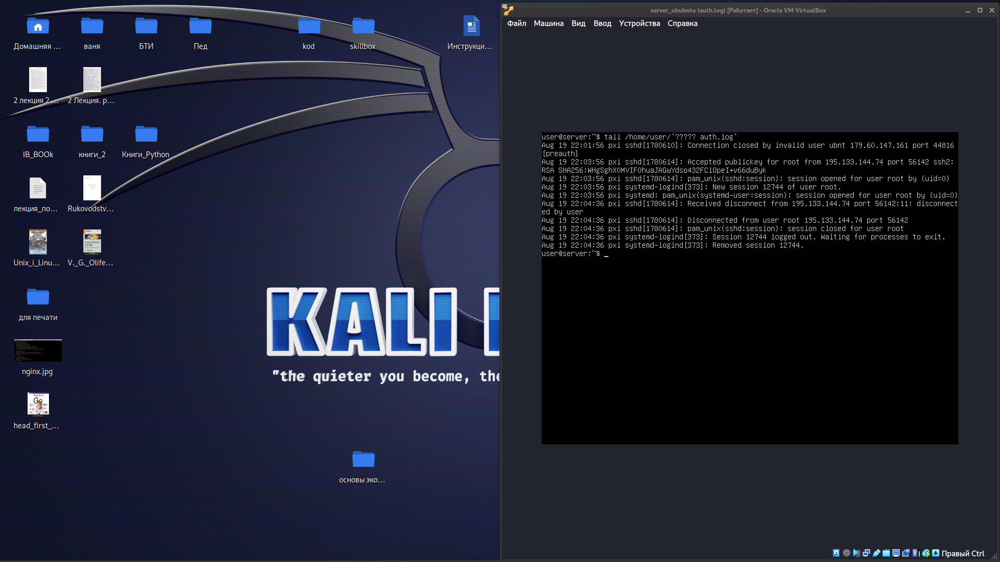 Домашняя ...
ваня
БТИ
Пед
kod
skillbox
Инструкци...
2 лекция 2 ...
2 Лекция. р...
IB_BOOk
книги_2
Книги_Python
лекция_по...
Rukovodstv...
Unix_i_Linu...
V._G._Olife...
для печати
nginx.jpg
head_first_...
основы эко...
KALI
"the quieter you become, the
server_ububntu (auth.log) [Работает] - Oracle VM VirtualBox
Файл Машина Вид Ввод Устройства Справка
user@server:~$ tail /home/user/'????? auth.log'
Aug 19 22:01:56 pxi sshd[1780610]: Connection closed by invalid user ubnt 179.60.147.161 port 44816
[preauth]
Aug 19 22:03:56 pxi sshd[1780614]: Accepted publickey for root from 195.133.144.74 port 56142 ssh2:
RSA SHA256:WHgSghXOMVIFOhuaJAGwYdso432FClOpeI+v66duByk
Aug 19 22:03:56 pxi sshd[1780614]: pam_unix(sshd:session): session opened for user root by (uid=0)
Aug 19 22:03:56 pxi systemd-logind[373]: New session 12744 of user root.
Aug 19 22:03:56 pxi systemd: pam_unix(systemd-user:session): session opened for user root by (uid=0)
Aug 19 22:04:36 pxi sshd[1780614]: Received disconnect from 195.133.144.74 port 56142:11: disconnect
ed by user
Aug 19 22:04:36 pxi sshd[1780614]: Disconnected from user root 195.133.144.74 port 56142
Aug 19 22:04:36 pxi sshd[1780614]: pam_unix(sshd:session): session closed for user root
Aug 19 22:04:36 pxi systemd-logind[373]: Session 12744 logged out. Waiting for processes to exit.
Aug 19 22:04:36 pxi systemd-logind[373]: Removed session 12744.
user@server:~$ _
Правый Ctrl